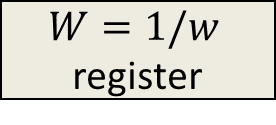 W = 1/w
register